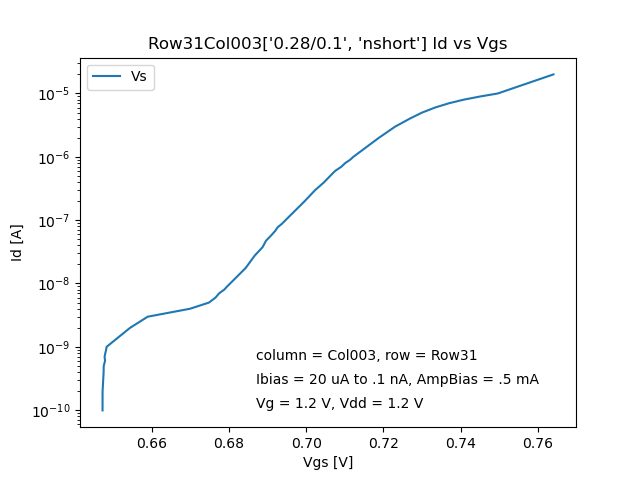 Row31Col003['0.28/0.1', 'nshort'] Id vs Vgs
Vs
10⁻⁵
10⁻⁶
10⁻⁷
10⁻⁸
10⁻⁹
10⁻¹⁰
Id [A]
column = Col003, row = Row31
Ibias = 20 uA to .1 nA, AmpBias = .5 mA
Vg = 1.2 V, Vdd = 1.2 V
0.66 0.68 0.70 0.72 0.74 0.76
Vgs [V]